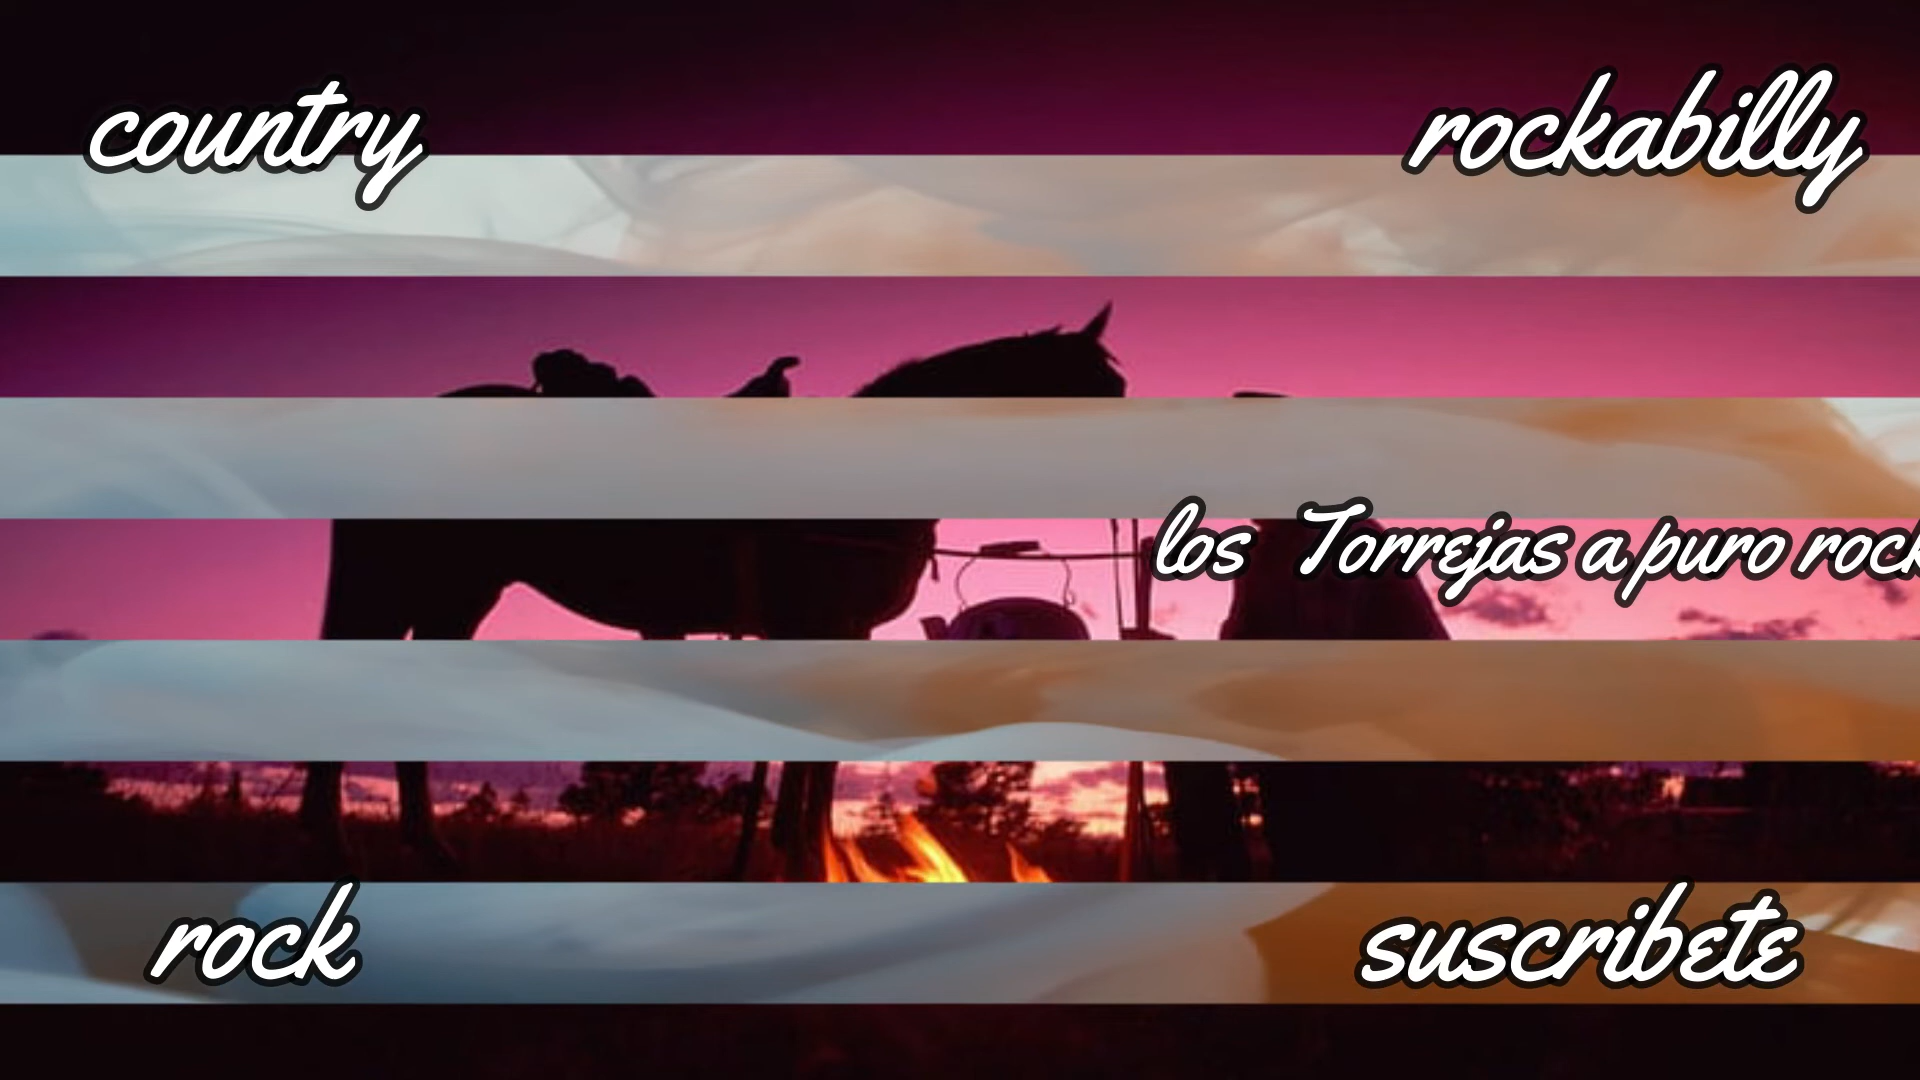 country
rockabilly
los Torrejas a puro rock
rock
suscribete